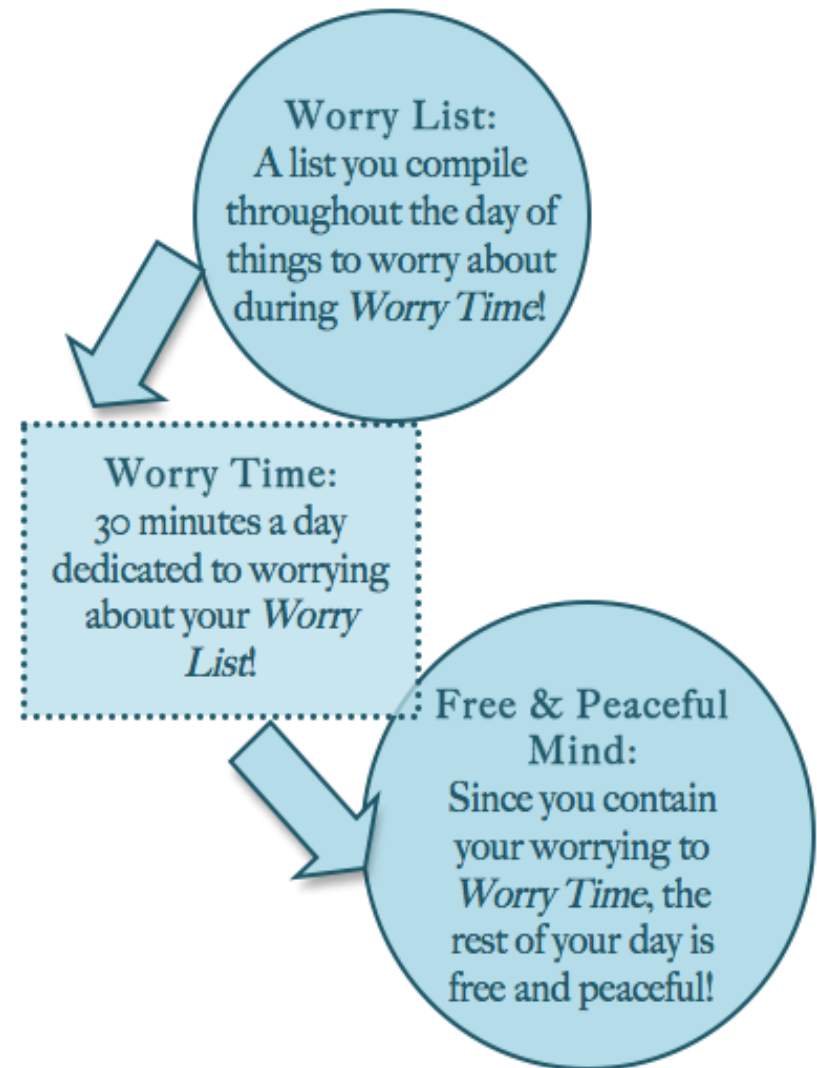 Worry List:
A list you compile
throughout the day of
things to worry about
during Worry Time!
Worry Time:
30 minutes a day
dedicated to worrying
about your Worry
List!
Free & Peaceful
Mind:
Since you contain
your worrying to
Worry Time, the
rest of your day is
free and peaceful!